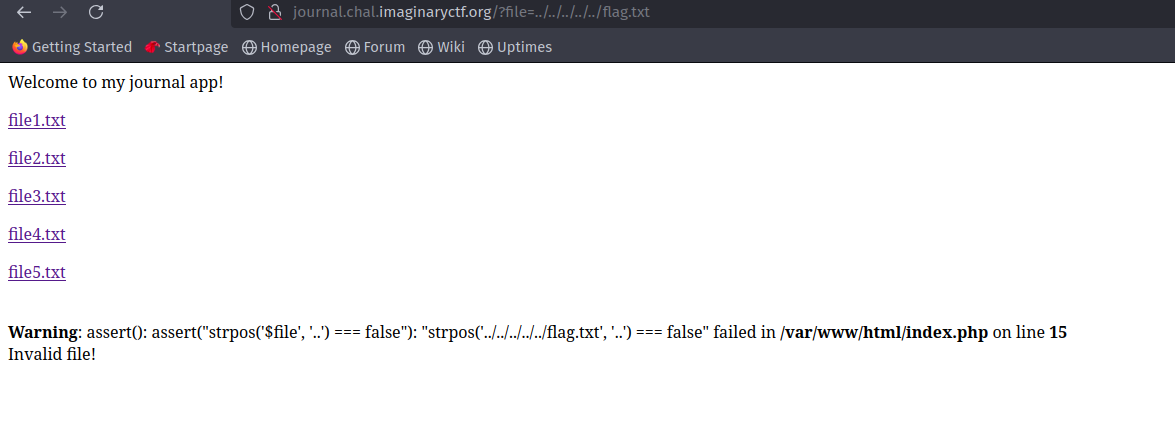 journal.chal.imaginaryctf.org/?file=../../../../../flag.txt
Getting Started Startpage Homepage Forum Wiki Uptimes
Welcome to my journal app!
file1.txt
file2.txt
file3.txt
file4.txt
file5.txt
Warning: assert(): assert("strpos('$file', '..') === false"): "strpos('../../../../../flag.txt', '..') === false" failed in /var/www/html/index.php on line 15
Invalid file!